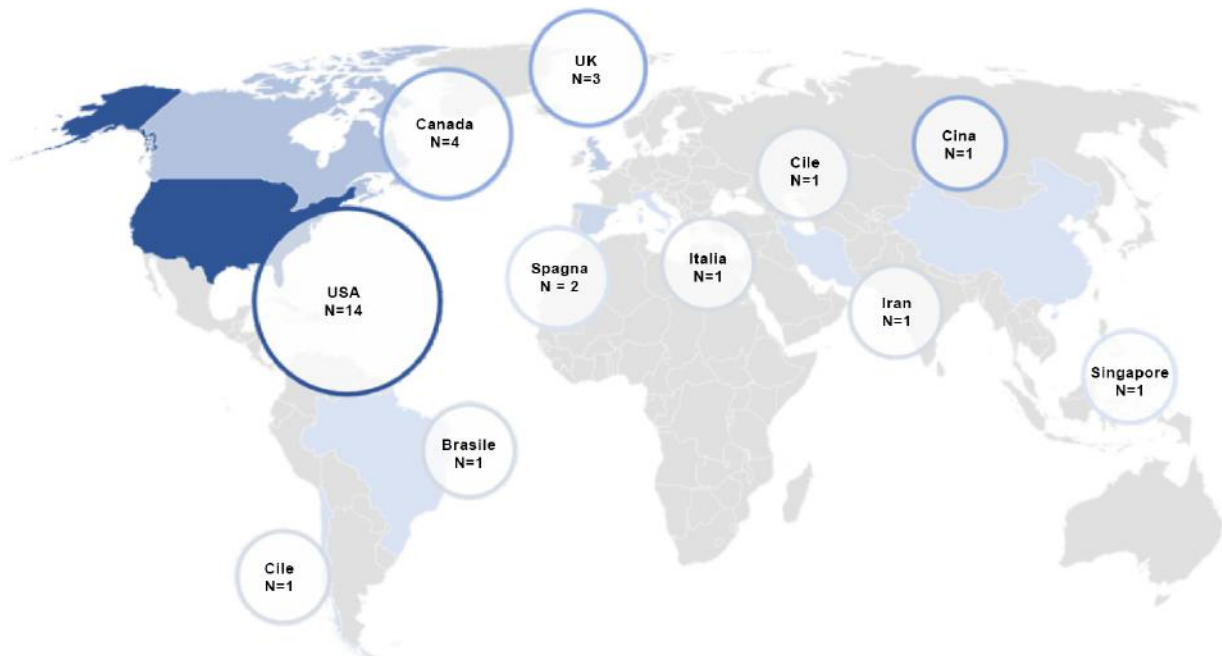 UK
N=3
Canada
N=4
Cina
N=1
Cile
N=1
Spagna
N = 2
Italia
N=1
USA
N=14
Iran
N=1
Singapore
N=1
Brasile
N=1
Cile
N=1